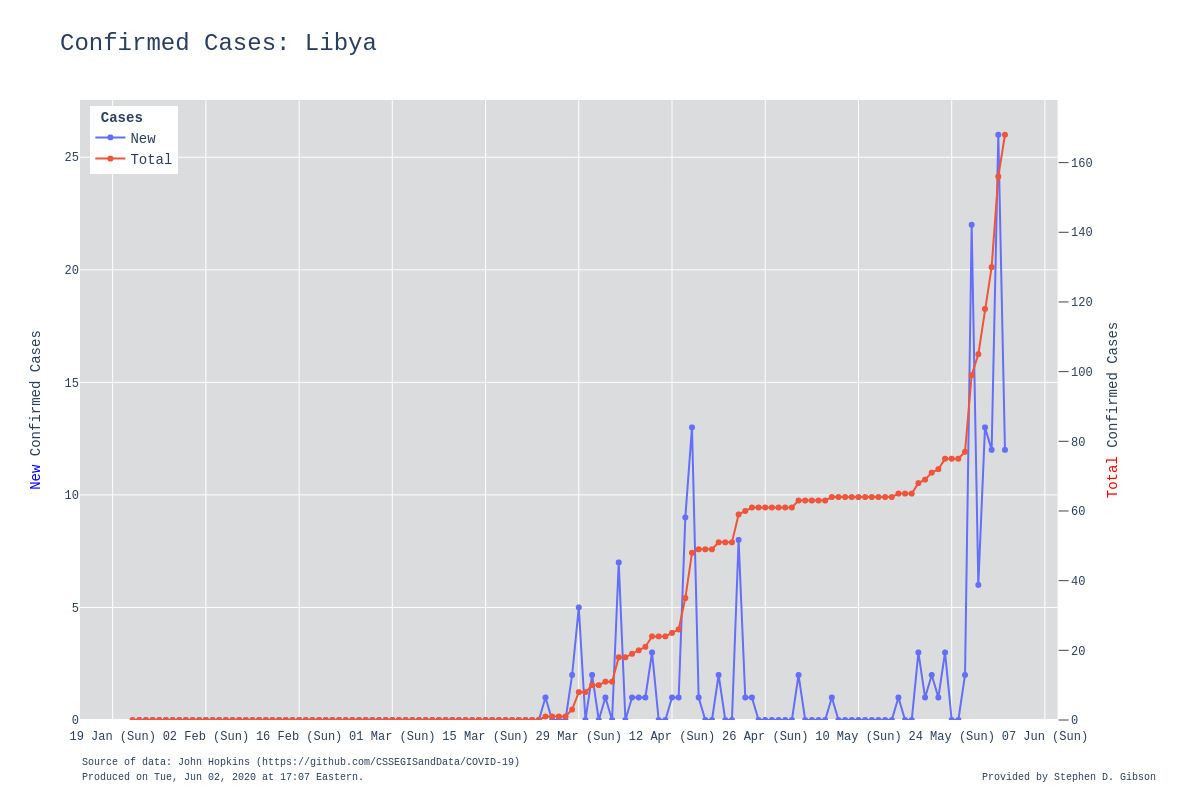 Confirmed Cases: Libya
Cases
New
Total
25
20
15
10
5
0
New Confirmed Cases
160
140
120
100
80
60
40
20
0
Total Confirmed Cases
19 Jan (Sun) 02 Feb (Sun) 16 Feb (Sun) 01 Mar (Sun) 15 Mar (Sun) 29 Mar (Sun) 12 Apr (Sun) 26 Apr (Sun) 10 May (Sun) 24 May (Sun) 07 Jun (Sun)
Source of data: John Hopkins (https://github.com/CSSEGISandData/COVID-19)
Produced on Tue, Jun 02, 2020 at 17:07 Eastern.
Provided by Stephen D. Gibson